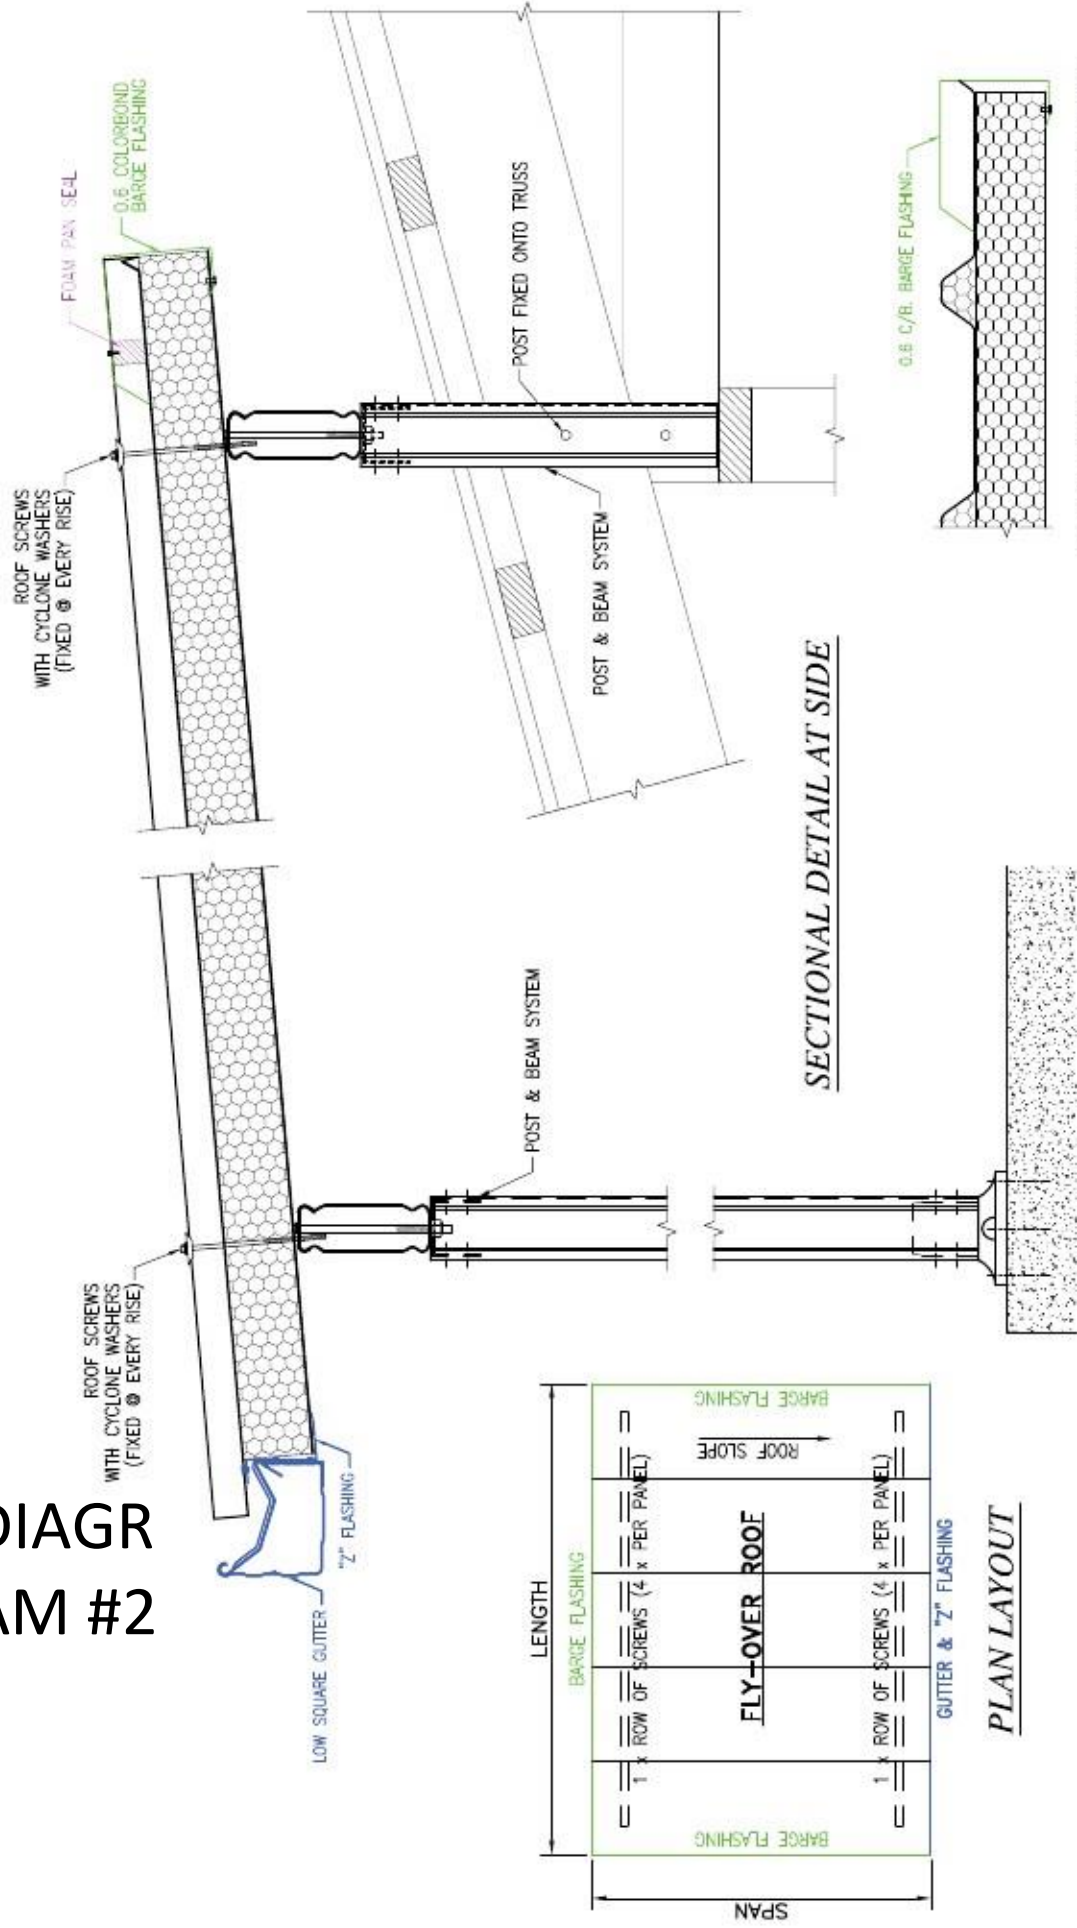 DIAGR
AM #2
ROOF SCREWS
WITH CYCLONE WASHERS
(FIXED @ EVERY RISE)
LOW SQUARE GUTTER
"Z" FLASHING
POST & BEAM SYSTEM
ROOF SCREWS
WITH CYCLONE WASHERS
(FIXED @ EVERY RISE)
FOAM PAN SEAL
0.6 COLORBOND
BARGE FLASHING
POST FIXED ONTO TRUSS
POST & BEAM SYSTEM
SECTIONAL DETAIL AT SIDE
0.6 C/B. BARGE FLASHING
LENGTH
SPAN
BARGE FLASHING
BARGE FLASHING
BARGE FLASHING
ROOF SLOPE
1 x ROW OF SCREWS (4 x PER PANEL)
FLY-OVER ROOF
1 x ROW OF SCREWS (4 x PER PANEL)
GUTTER & "Z" FLASHING
PLAN LAYOUT